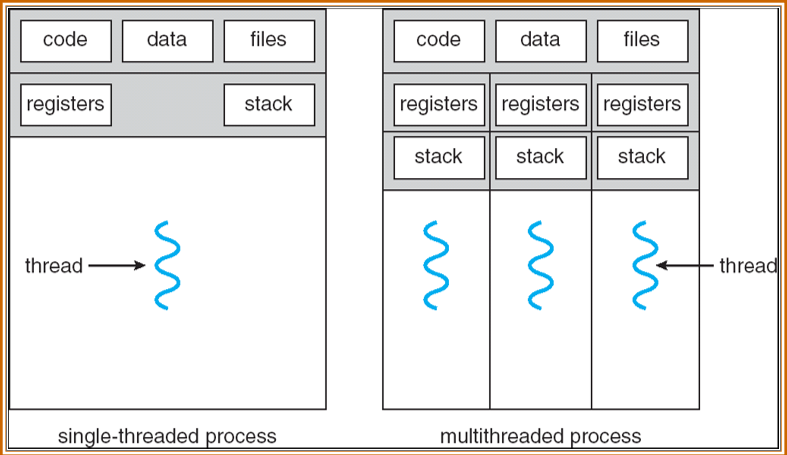 code data files
registers stack
thread
single-threaded process
code data files
registers registers registers
stack stack stack
thread
multithreaded process